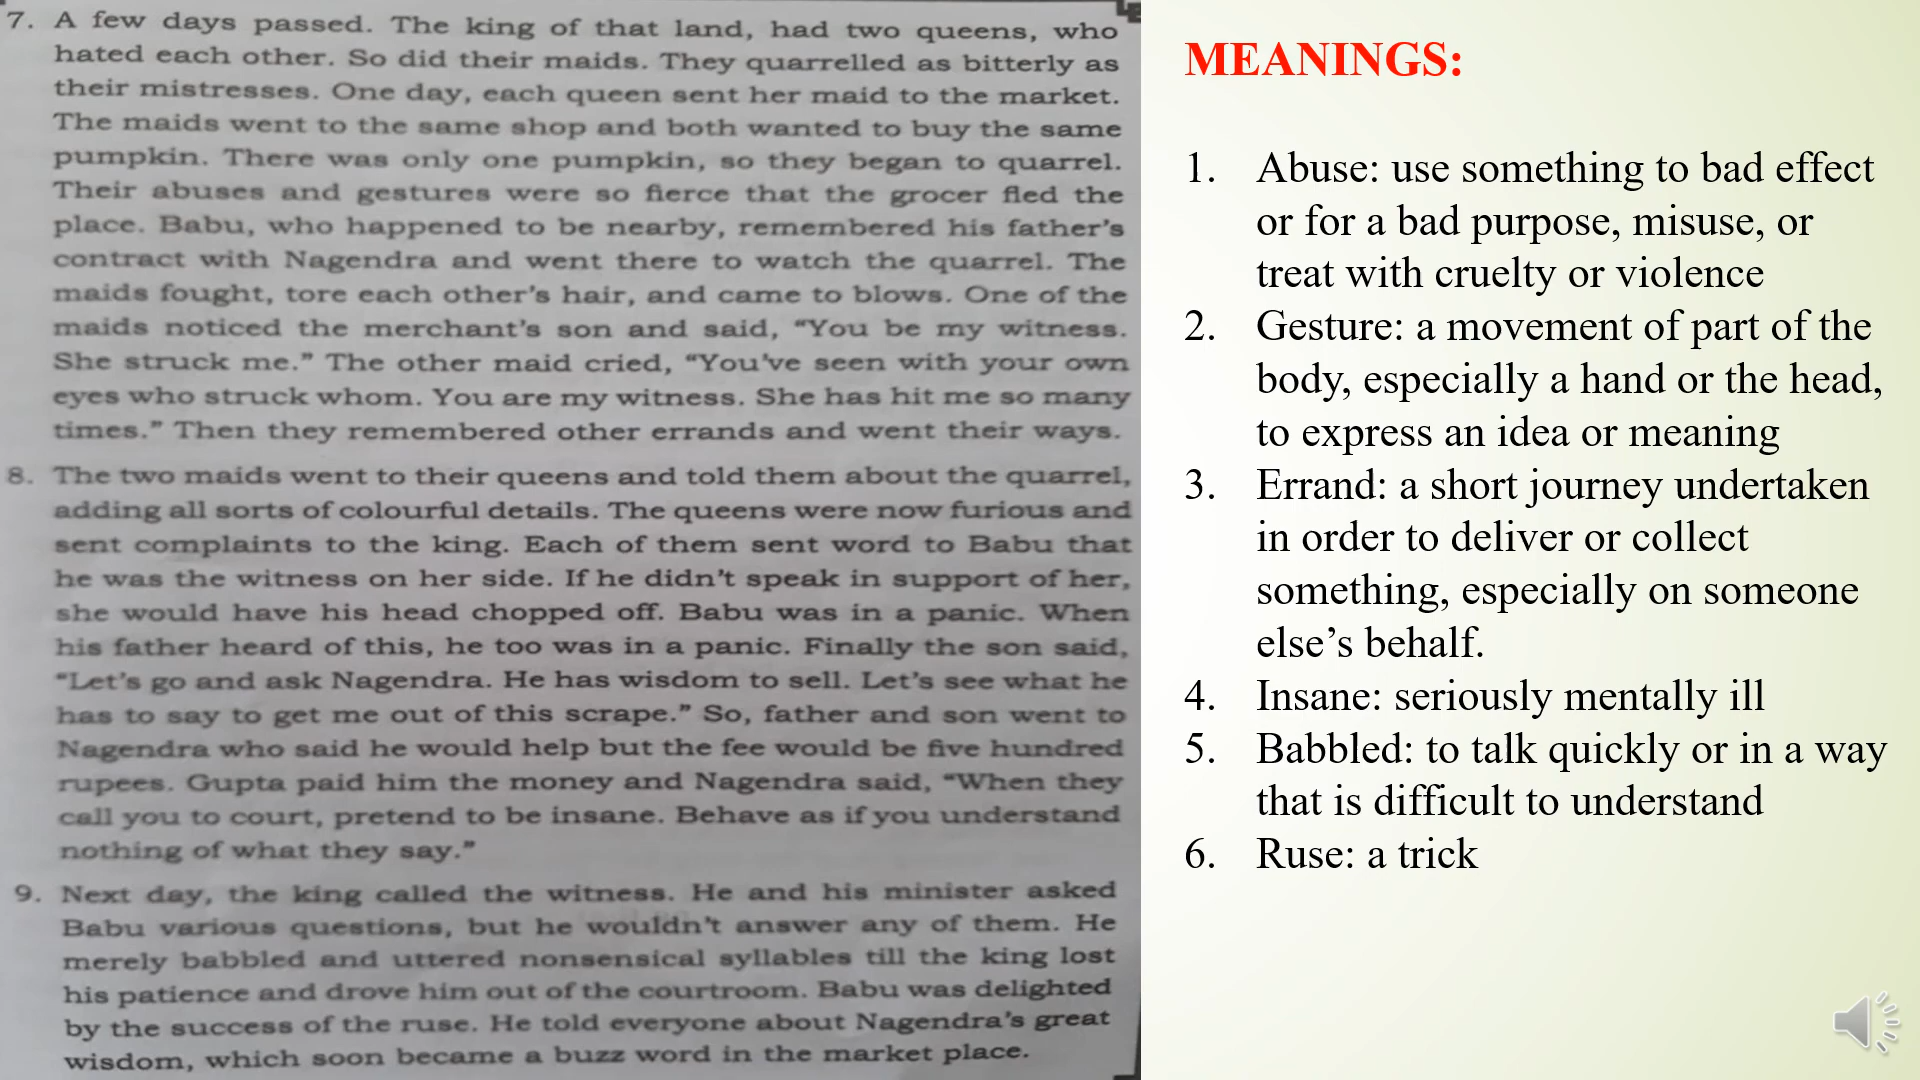 7. A few days passed. The king of that land, had two queens, who
hated each other. So did their maids. They quarrelled as bitterly as
their mistresses. One day, each queen sent her maid to the market.
The maids went to the same shop and both wanted to buy the same
pumpkin. There was only one pumpkin, so they began to quarrel.
Their abuses and gestures were so fierce that the grocer fled the
place. Babu, who happened to be nearby, remembered his father's
contract with Nagendra and went there to watch the quarrel. The
maids fought, tore each other's hair, and came to blows. One of the
maids noticed the merchant's son and said, "You be my witness.
She struck me." The other maid cried, "You've seen with your own
eyes who struck whom. You are my witness. She has hit me so many
times." Then they remembered other errands and went their ways.
8. The two maids went to their queens and told them about the quarrel,
adding all sorts of colourful details. The queens were now furious and
sent complaints to the king. Each of them sent word to Babu that
he was the witness on her side. If he didn't speak in support of her,
she would have his head chopped off. Babu was in a panic. When
his father heard of this, he too was in a panic. Finally the son said,
"Let's go and ask Nagendra. He has wisdom to sell. Let's see what he
has to say to get me out of this scrape." So, father and son went to
Nagendra who said he would help but the fee would be five hundred
rupees. Gupta paid him the money and Nagendra said, "When they
call you to court, pretend to be insane. Behave as if you understand
nothing of what they say."
9. Next day, the king called the witness. He and his minister asked
Babu various questions, but he wouldn't answer any of them. He
merely babbled and uttered nonsensical syllables till the king lost
his patience and drove him out of the courtroom. Babu was delighted
by the success of the ruse. He told everyone about Nagendra's great
wisdom, which soon became a buzz word in the market place.
MEANINGS:
1. Abuse: use something to bad effect
or for a bad purpose, misuse, or
treat with cruelty or violence
2. Gesture: a movement of part of the
body, especially a hand or the head,
to express an idea or meaning
3. Errand: a short journey undertaken
in order to deliver or collect
something, especially on someone
else’s behalf.
4. Insane: seriously mentally ill
5. Babbled: to talk quickly or in a way
that is difficult to understand
6. Ruse: a trick